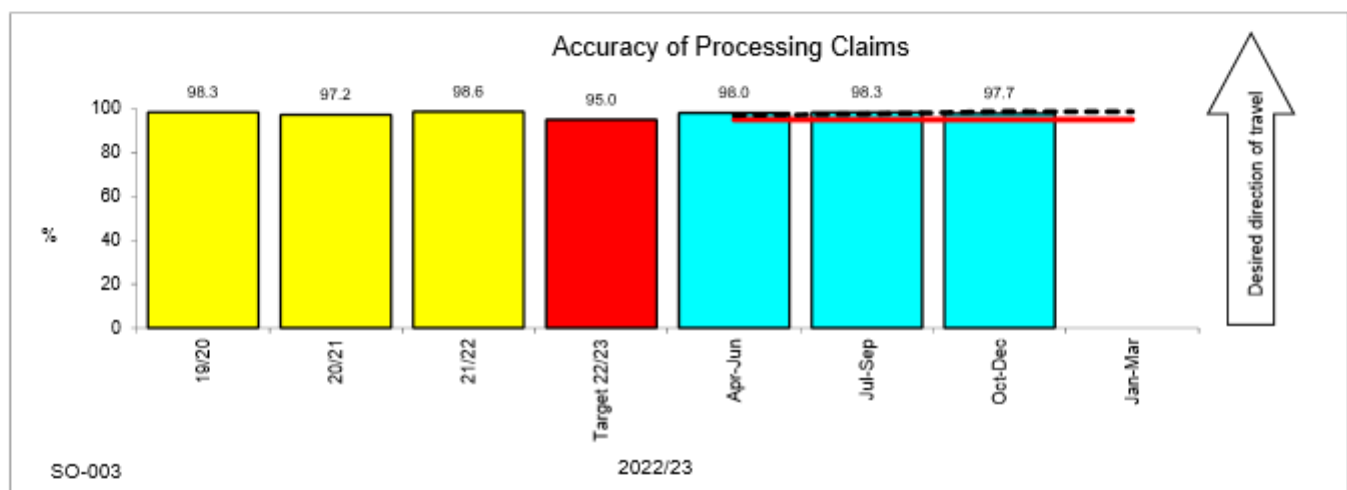 Accuracy of Processing Claims
98.3
97.2
98.6
95.0
98.0
98.3
97.7
100
80
60
40
20
0
%
19/20
20/21
21/22
Target 22/23
Apr-Jun
Jul-Sep
Oct-Dec
Jan-Mar
Desired direction of travel
SO-003
2022/23